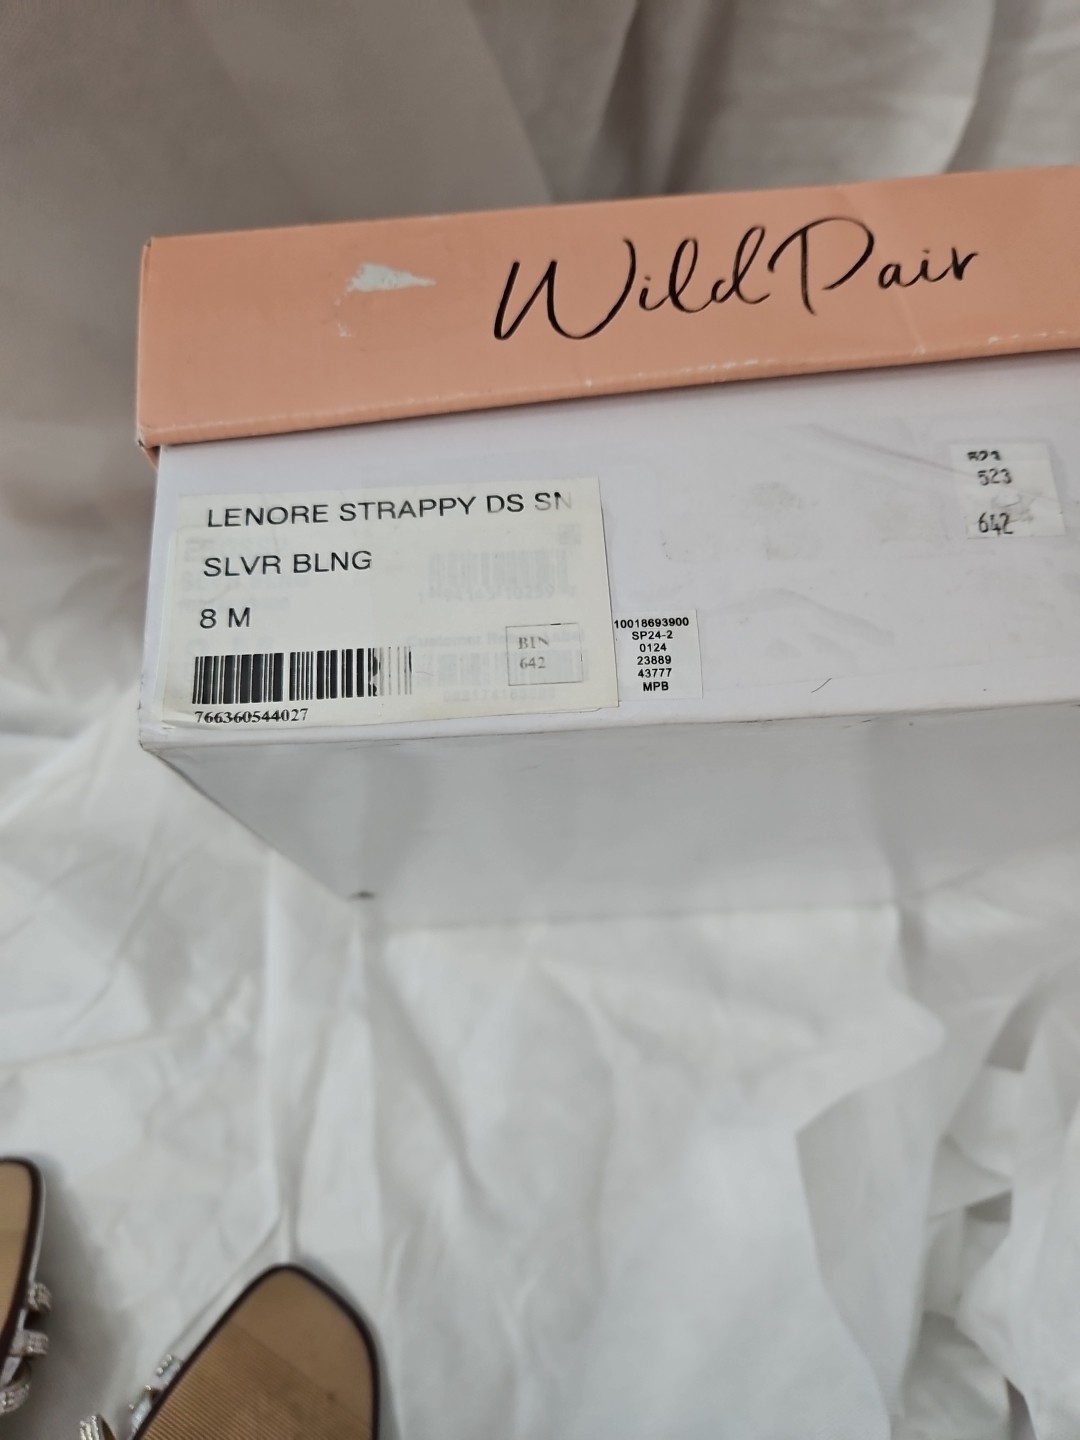 Wild Pair
LENORE STRAPPY DS SN
SLVR BLNG
8 M
BIN
642
766360544027
10018693900
SP24-2
0124
23889
43777
MPB
523
642